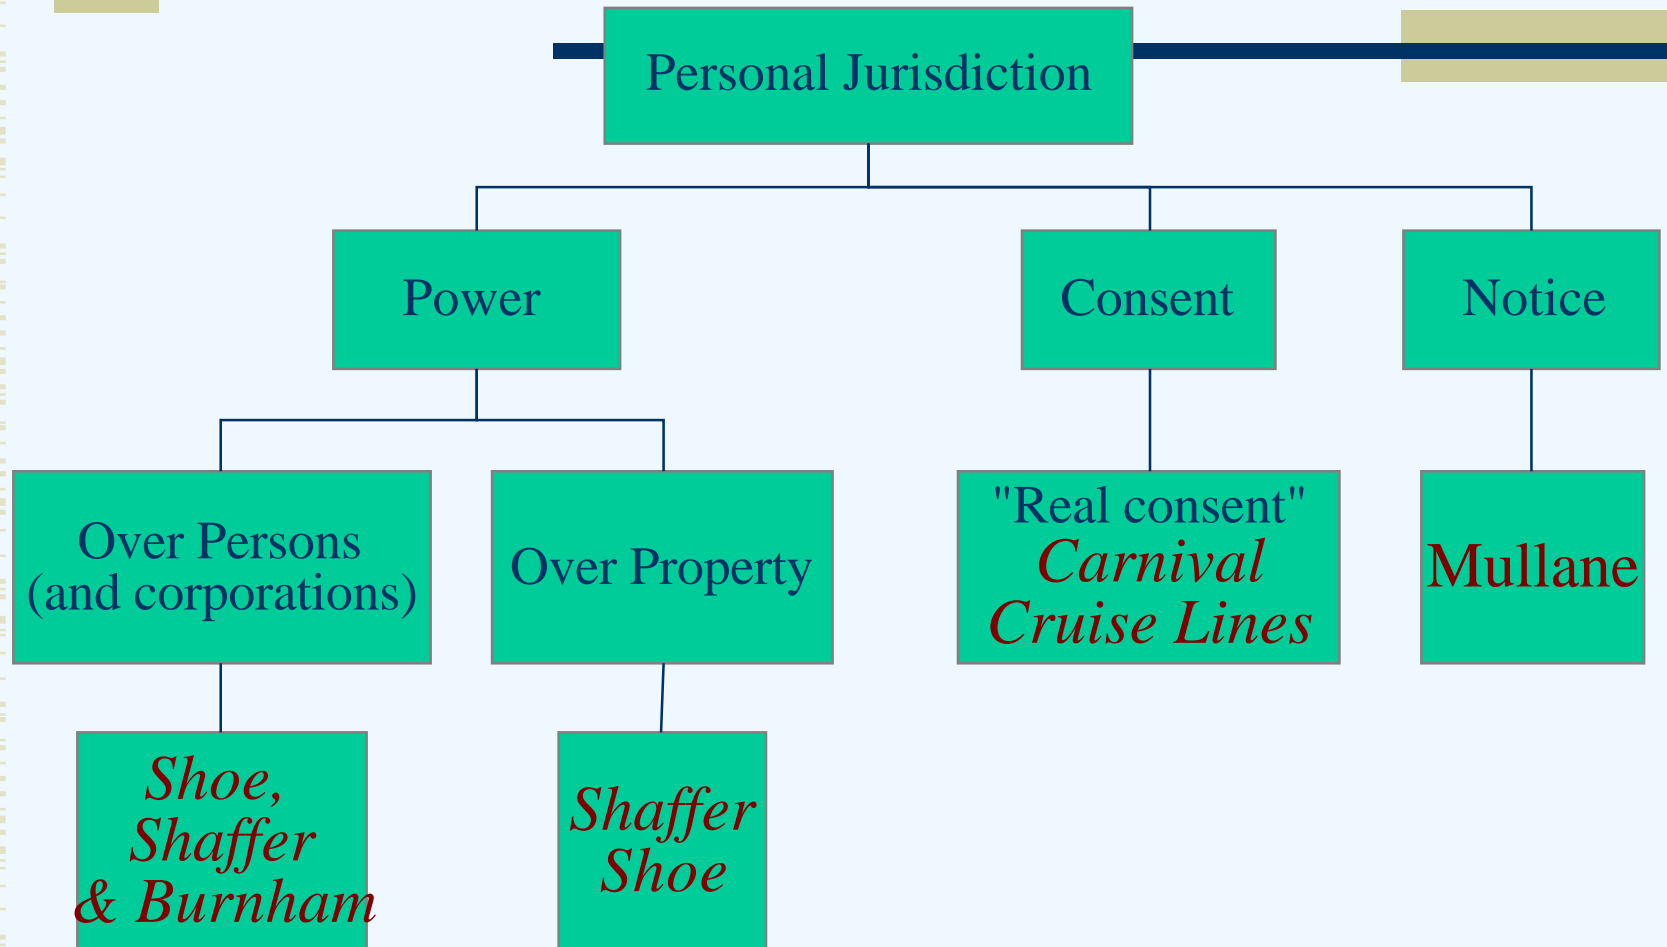 Personal Jurisdiction
Power
Consent
Notice
Over Persons
(and corporations)
Over Property
"Real consent"
Carnival
Cruise Lines
Mullane
Shoe,
Shaffer
& Burnham
Shaffer
Shoe